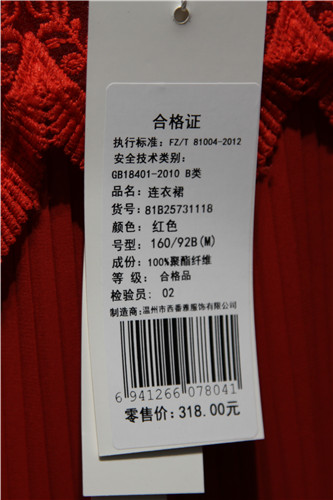 合格证
执行标准: FZ/T 81004-2012
安全技术类别:
GB18401-2010 B类
品名: 连衣裙
货号: 81B25731118
颜色: 红色
号型: 160/92B(M)
成份: 100%聚酯纤维
等 级: 合格品
检验员: 02
制造商: 温州市西番雅服饰有限公司
6 941266 078041
零售价: 318.00元